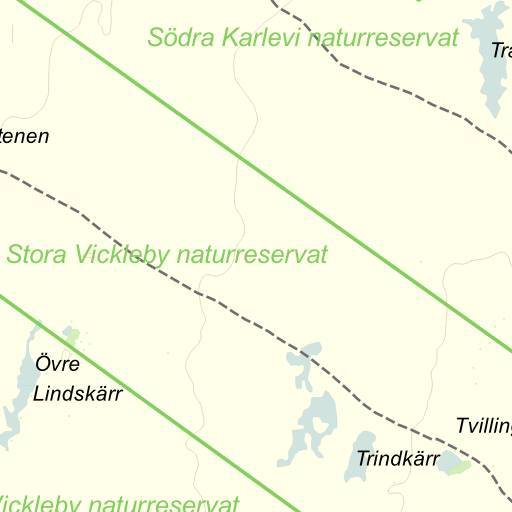 Södra Karlevi naturreservat
Tra
tenen
Stora Vickleby naturreservat
Övre
Lindskärr
Tvilling
Trindkärr
Vickleby naturreservat